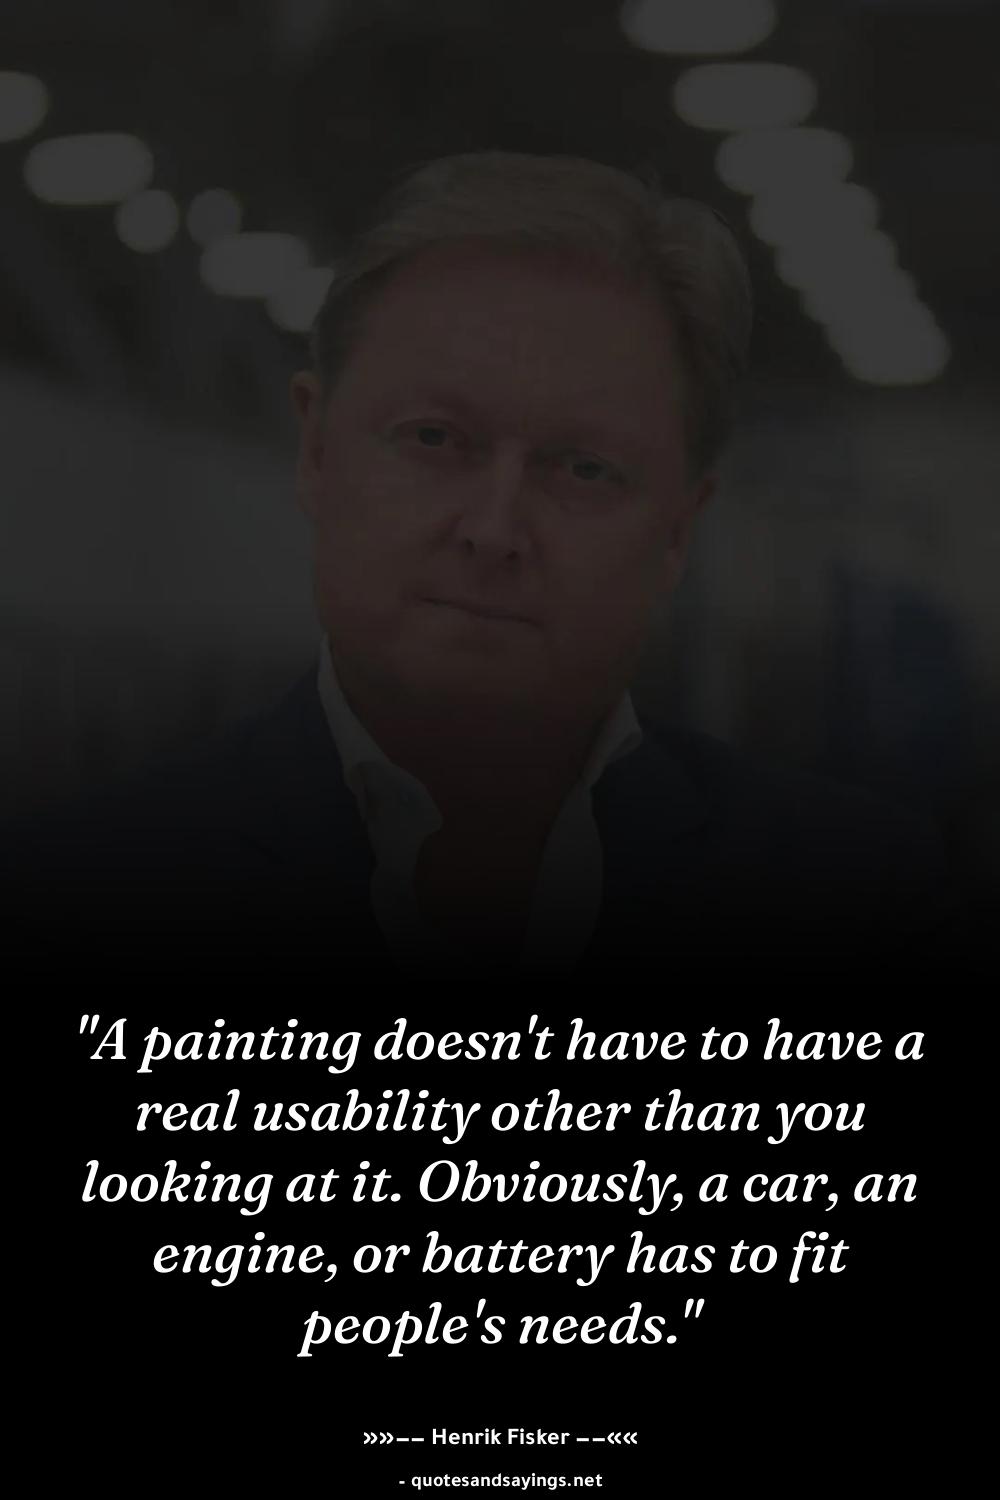 "A painting doesn't have to have a
real usability other than you
looking at it. Obviously, a car, an
engine, or battery has to fit
people's needs."
»»−− Henrik Fisker −−««
- quotesandsayings.net